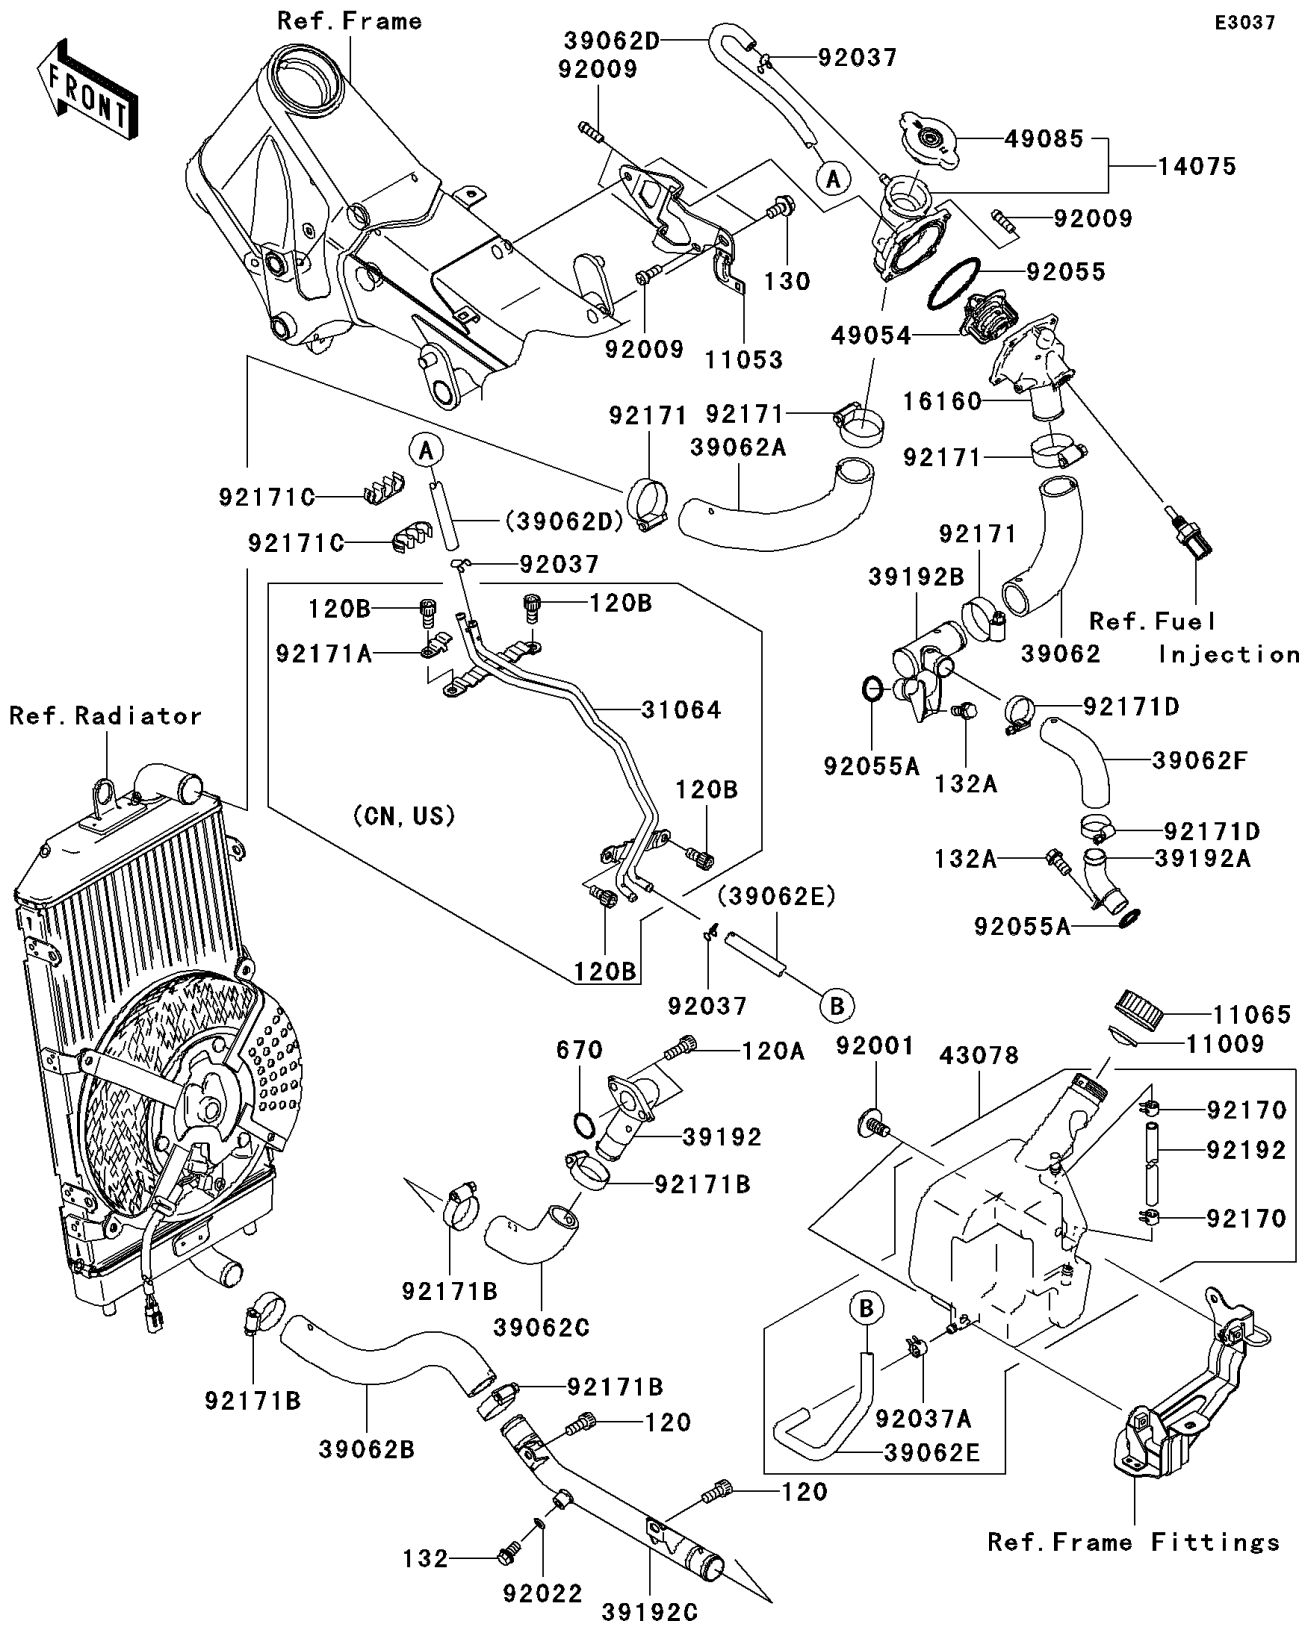 Ref.Frame
E3037
FRONT
39062D
92037
92009
49085
14075
A
92009
92055
130
49054
92009
11053
16160
92171
92171
39062A
92171
A
92171C
(39062D)
92171C
92037
92171
39192B
120B
120B
Ref.Fuel
Injection
92171A
39062
31064
92171D
Ref.Radiator
92055A
39062F
132A
120B
(CN,US)
92171D
132A
39192A
(39062E)
92055A
120B
92037
B
11065
92001
43078
11009
670
120A
92170
39192
92192
92171B
92170
92171B
B
39062C
92171B
92171B
92037A
120
39062B
39062E
120
Ref.Frame Fittings
132
92022
39192C